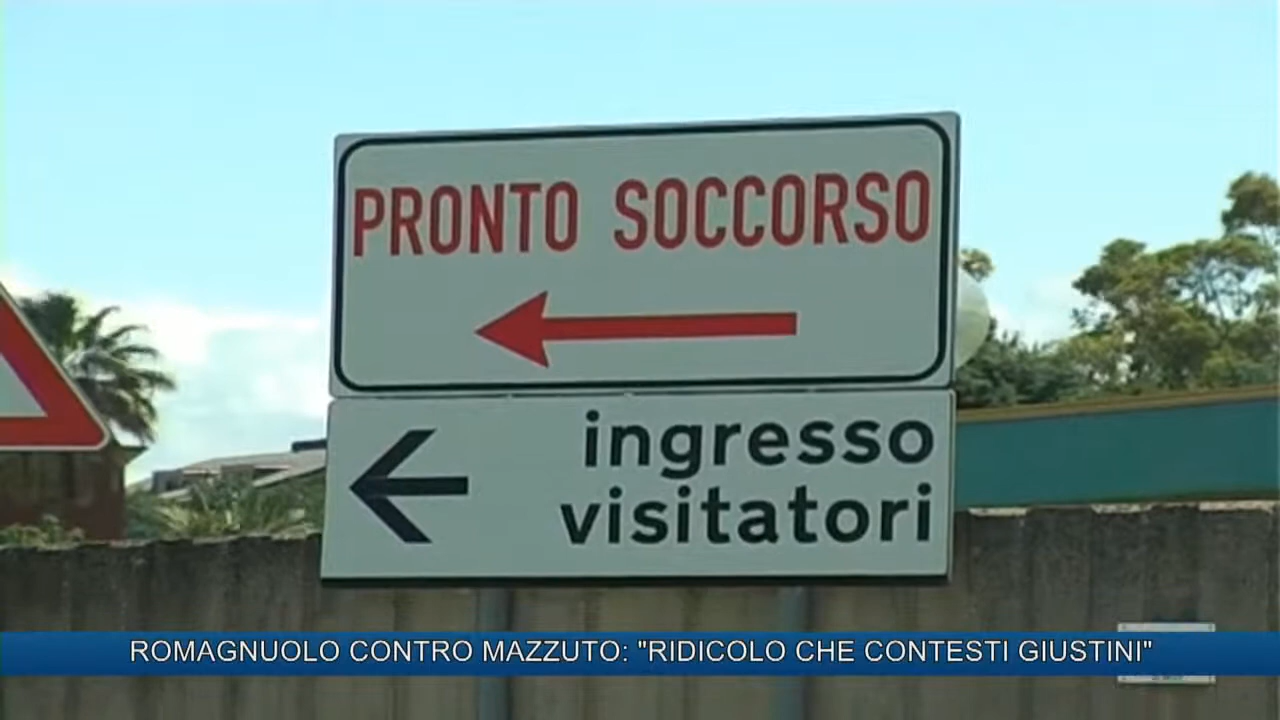 PRONTO SOCCORSO
ingresso
visitatori
ROMAGNUOLO CONTRO MAZZUTO: "RIDICOLO CHE CONTESTI GIUSTINI"